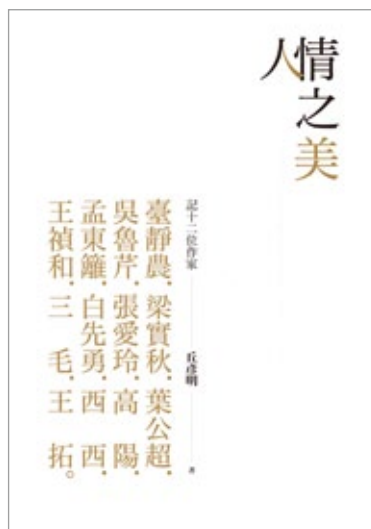 人情之美
記十二位作家
丘彥明
著
臺靜農．梁實秋．葉公超．
吳魯芹．張愛玲．高陽．
孟東籬．白先勇．西西．
王禎和．三毛．王拓。